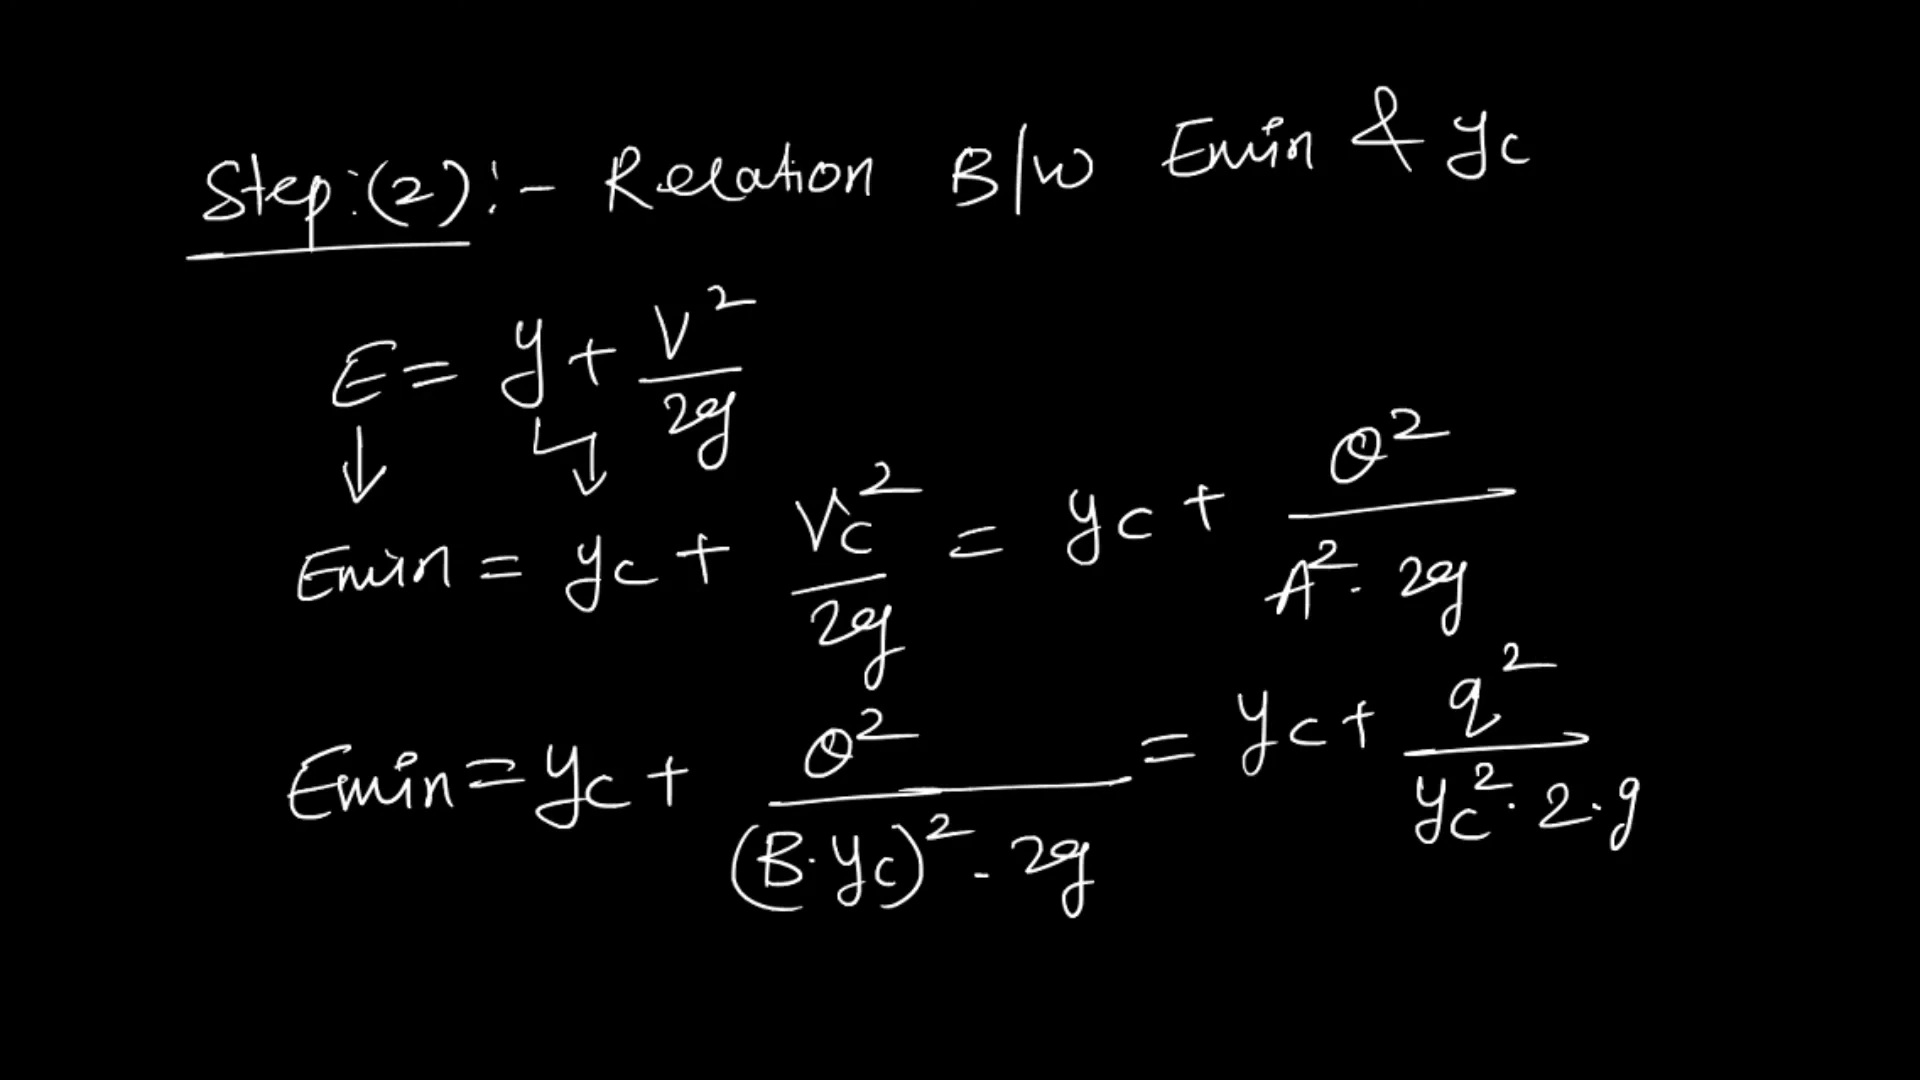 Step:(2):- Relation B/W Emin & yc
E = y + V²/2g
Emin = yc + Vc²/2g = yc + Q²/A².2g
Emin = yc + Q²/(B.yc)².2g = yc + q²/yc².2.g